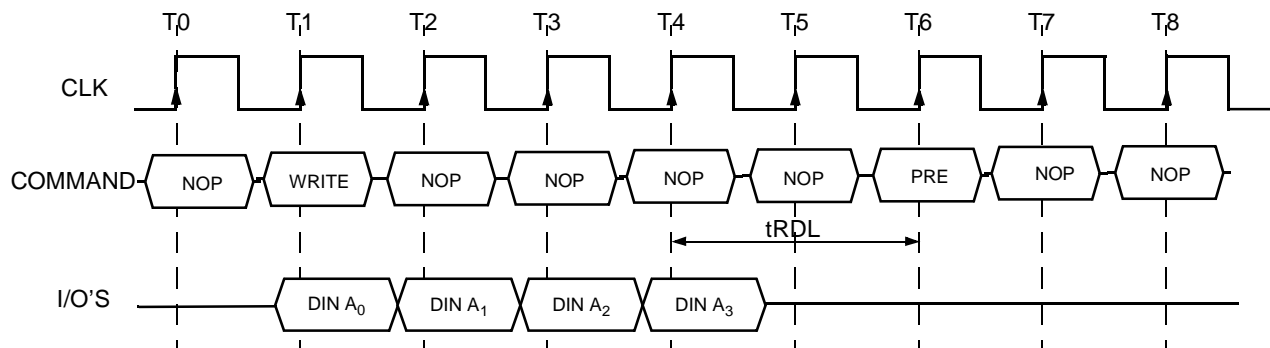 T0 T1 T2 T3 T4 T5 T6 T7 T8
CLK
COMMAND NOP WRITE NOP NOP NOP NOP PRE NOP NOP
tRDL
I/O'S DIN A0 DIN A1 DIN A2 DIN A3